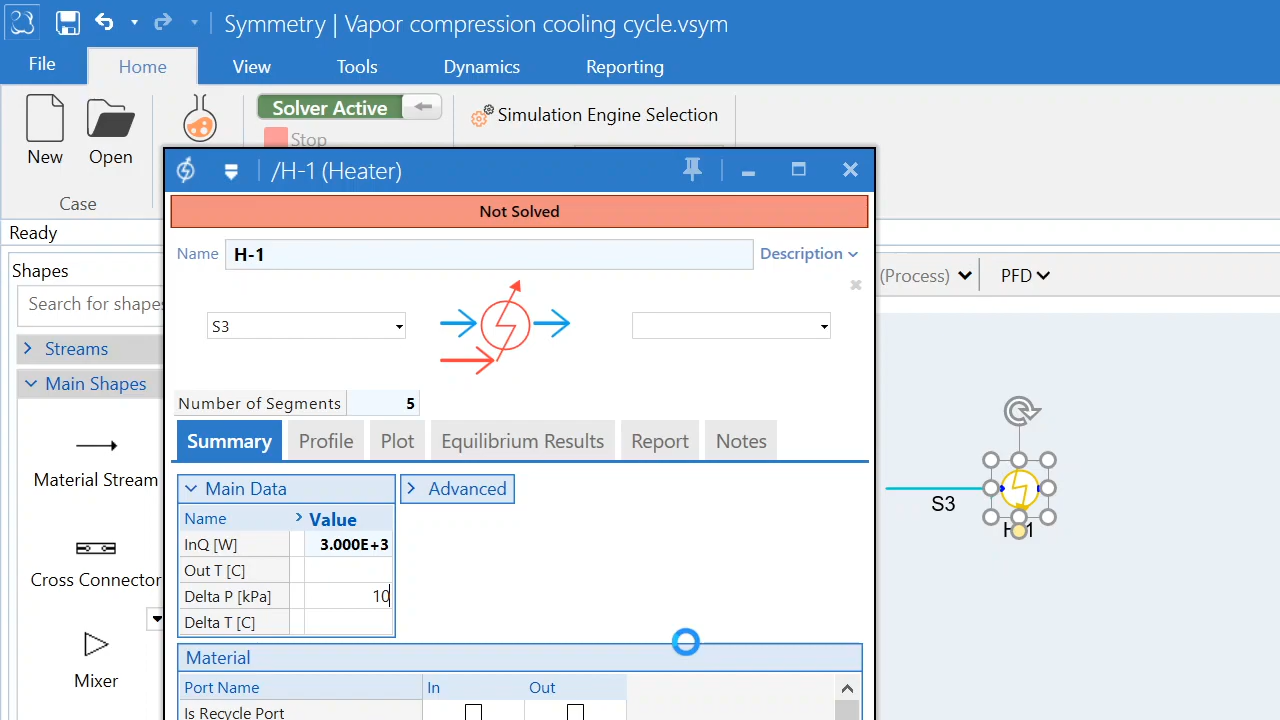 Symmetry | Vapor compression cooling cycle.vsym
File
Home
View
Tools
Dynamics
Reporting
Solver Active
Stop
Simulation Engine Selection
New
Open
Case
Ready
/H-1 (Heater)
Not Solved
Name
H-1
Description
Shapes
Search for shapes
Streams
Main Shapes
Material Stream
Cross Connector
Mixer
S3
Number of Segments
5
Summary
Profile
Plot
Equilibrium Results
Report
Notes
Main Data
Advanced
Name
Value
InQ [W]
3.000E+3
Out T [C]
Delta P [kPa]
10
Delta T [C]
Material
Port Name
In
Out
Is Recycle Port
(Process)
PFD
S3